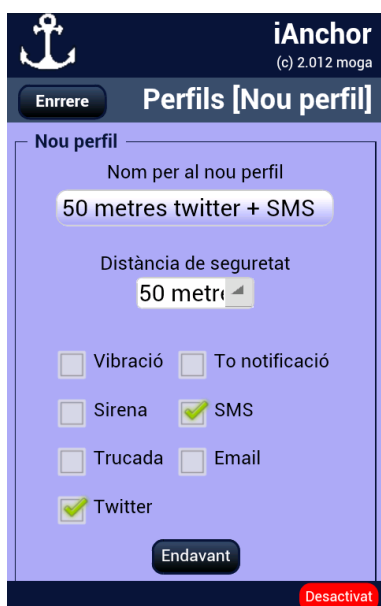 iAnchor
(c) 2.012 moga
Enrrere
Perfils [Nou perfil]
Nou perfil
Nom per al nou perfil
50 metres twitter + SMS
Distància de seguretat
50 metre
Vibració To notificació
Sirena SMS
Trucada Email
Twitter
Endavant
Desactivat